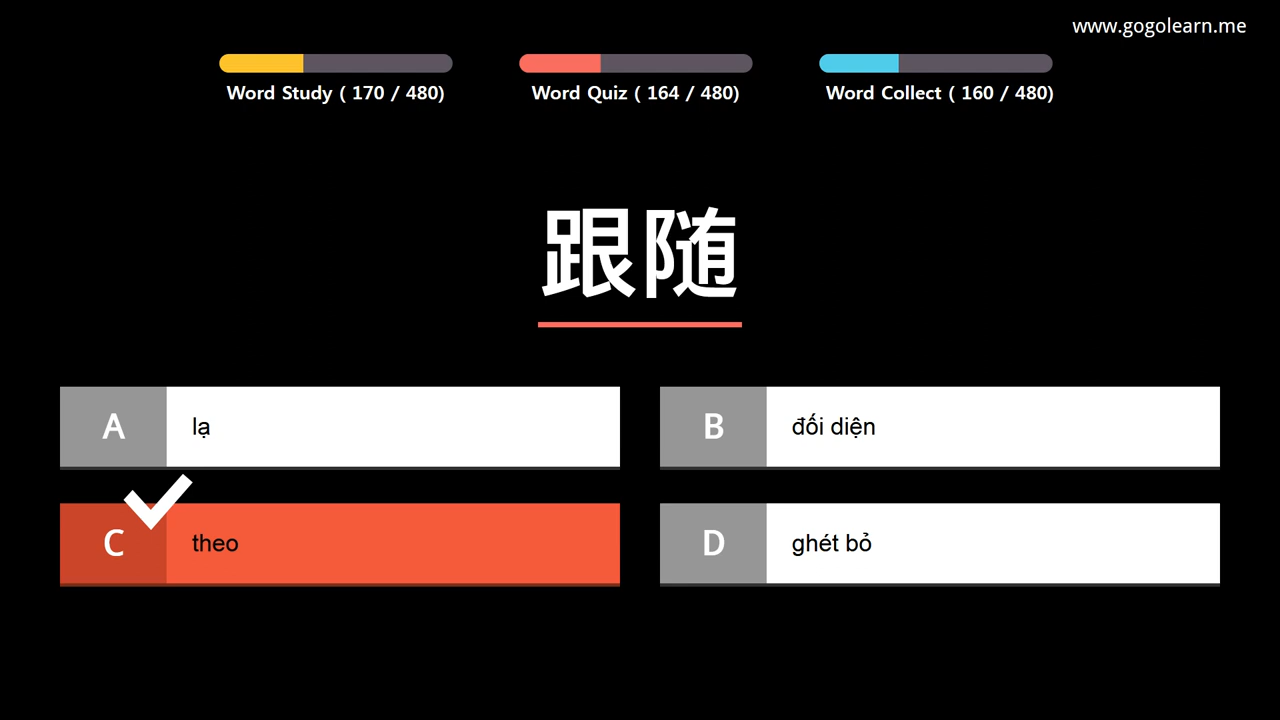 www.gogolearn.me
Word Study ( 170 / 480)
Word Quiz ( 164 / 480)
Word Collect ( 160 / 480)
跟随
A lạ
B đối diện
C theo
D ghét bỏ